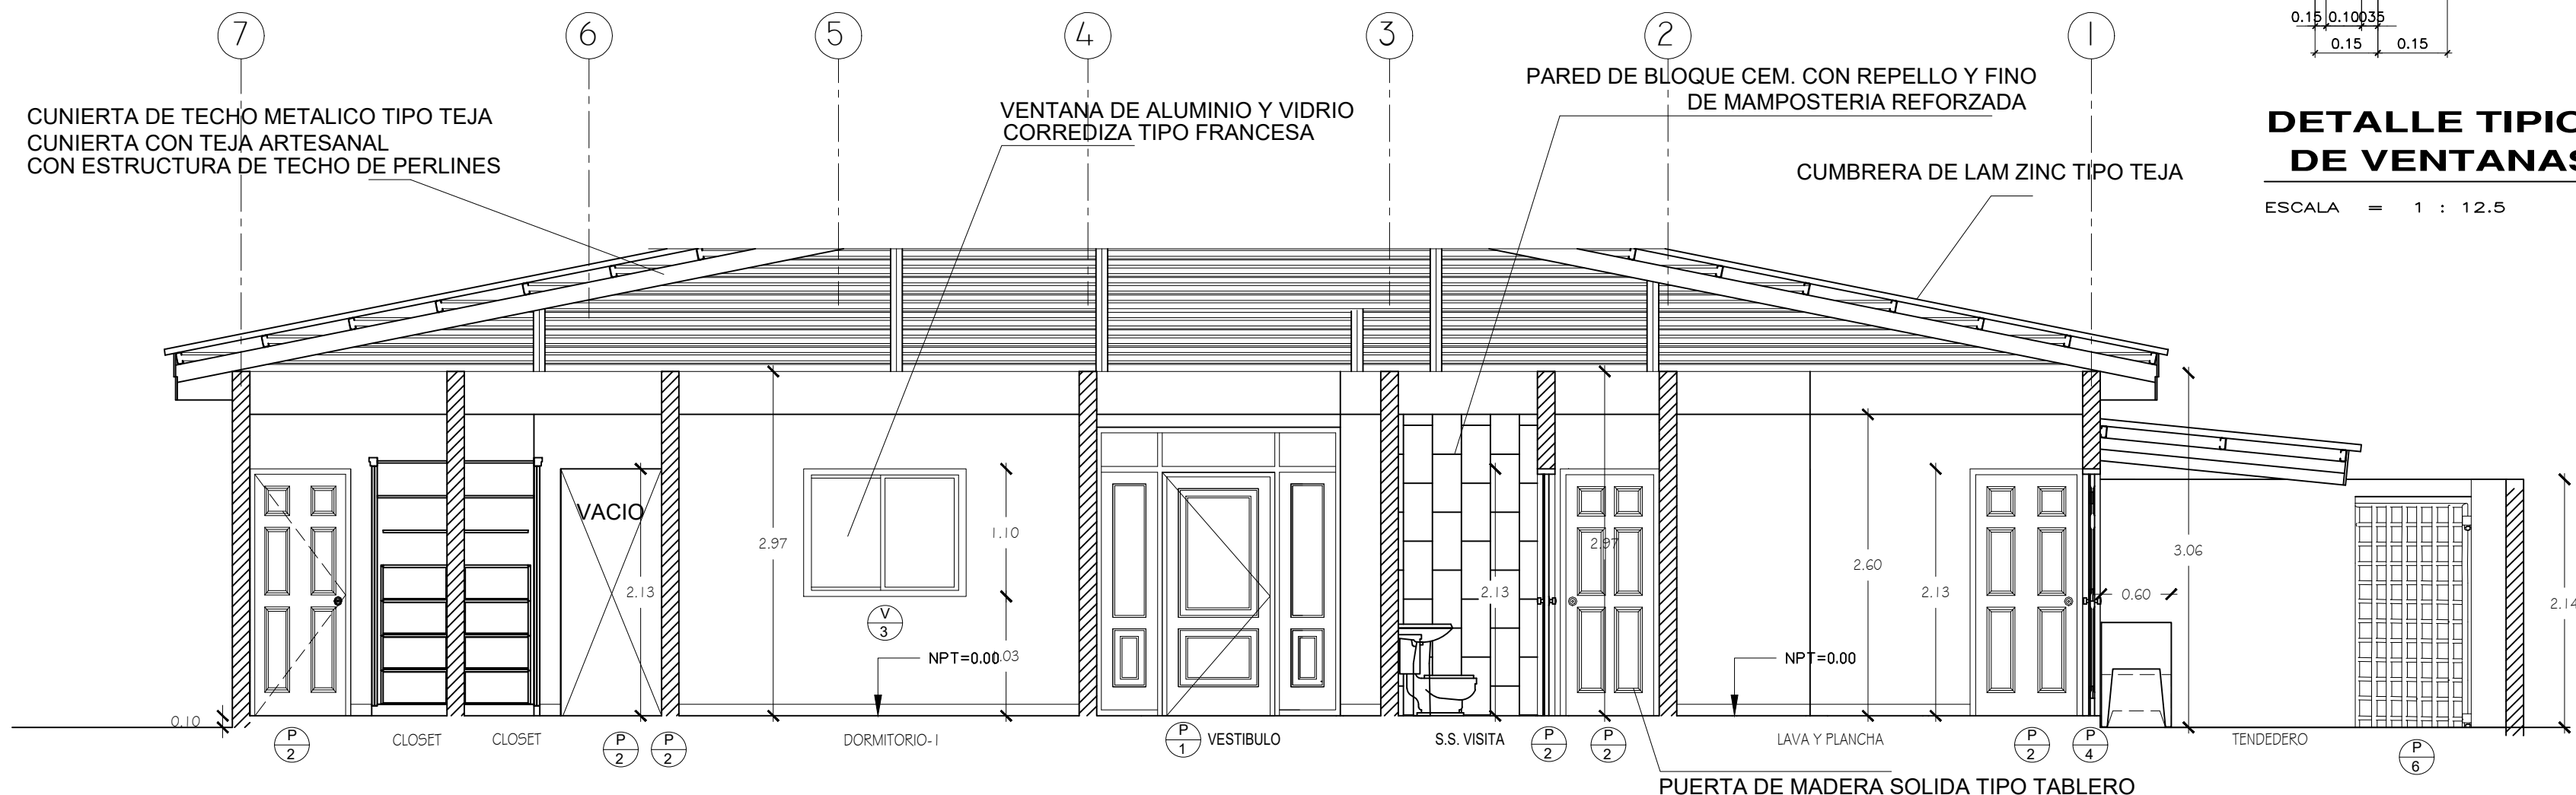 7
6
5
4
3
2
1
0.15 0.10 035
0.15 0.15
CUNIERTA DE TECHO METALICO TIPO TEJA
CUNIERTA CON TEJA ARTESANAL
CON ESTRUCTURA DE TECHO DE PERLINES
VENTANA DE ALUMINIO Y VIDRIO
CORREDIZA TIPO FRANCESA
PARED DE BLOQUE CEM. CON REPELLO Y FINO
DE MAMPOSTERIA REFORZADA
CUMBRERA DE LAM ZINC TIPO TEJA
DETALLE TIPIC
DE VENTANAS
ESCALA = 1 : 12.5
VACIO
2.13
2.97
1.10
V
3
NPT=0.00
.03
2.13
2.97
2.60
NPT=0.00
2.13
0.60
3.06
2.14
0.10
P
2
CLOSET
CLOSET
P
2
P
2
DORMITORIO-1
P
1
VESTIBULO
S.S. VISITA
P
2
P
2
LAVA Y PLANCHA
P
2
P
4
TENDEDERO
P
6
PUERTA DE MADERA SOLIDA TIPO TABLERO